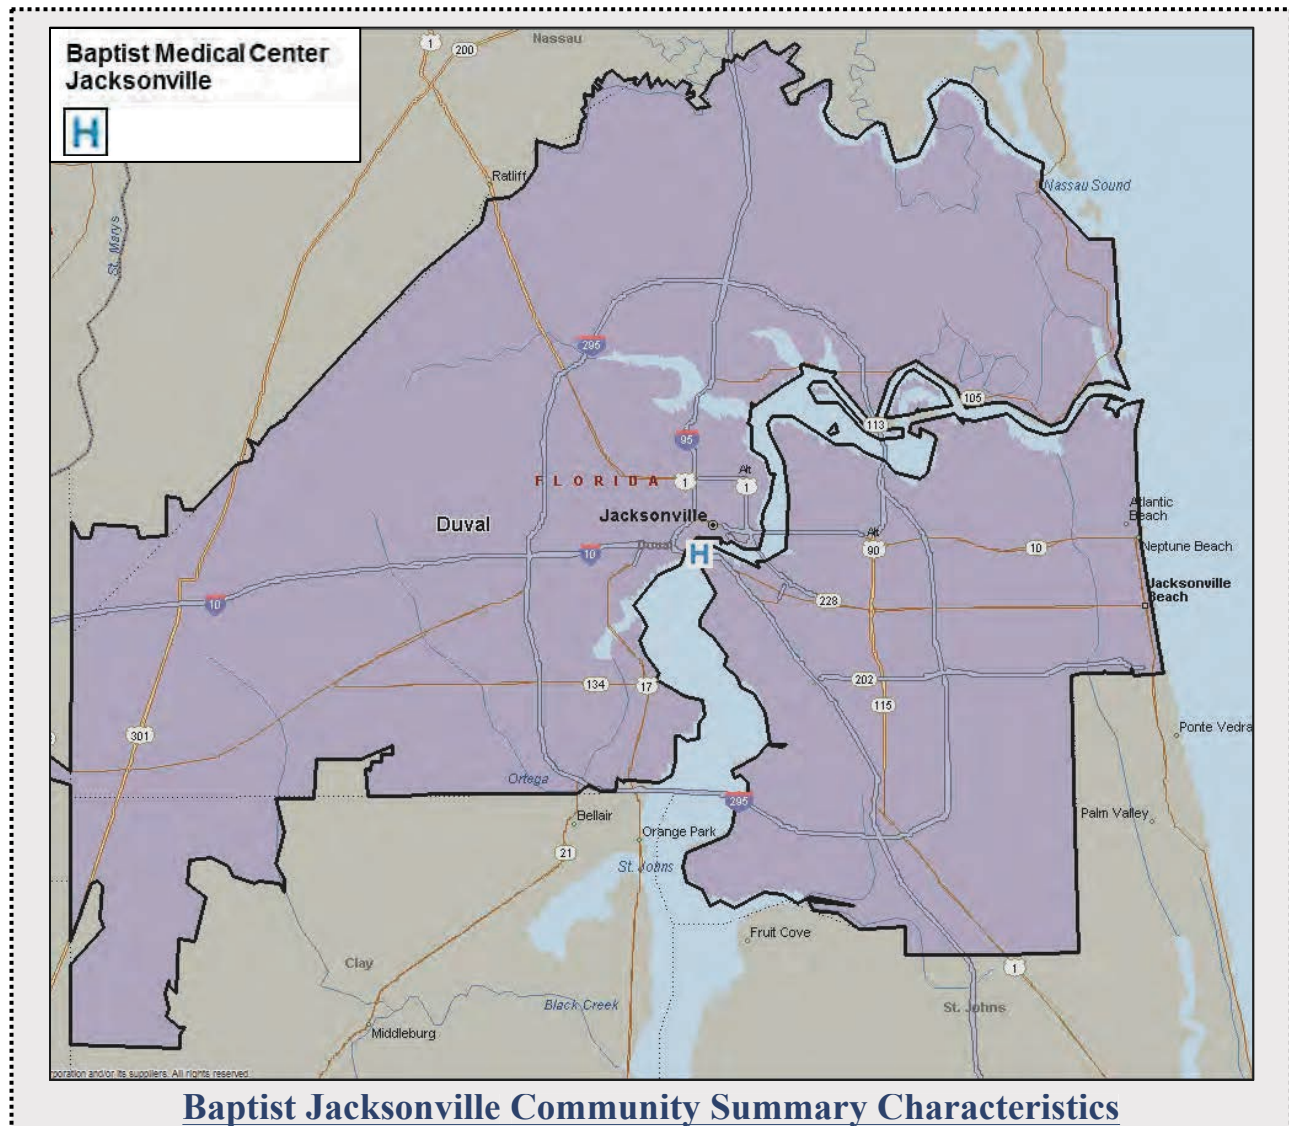 Baptist Medical Center
Jacksonville
H
1
200
Nassau
Ratliff
Nassau Sound
St. Marys
295
105
113
95
FLORIDA
1
Alt
1
Atlantic
Beach
Duval
Jacksonville
Alt
90
10
Neptune Beach
Duval
H
10
10
228
Jacksonville
Beach
134
17
202
115
301
Ponte Vedra
Ortega
295
Bellair
Orange Park
Palm Valley
21
St. Johns
Fruit Cove
Clay
1
Black Creek
St. Johns
Middleburg
poration and/or its suppliers. All rights reserved.
Baptist Jacksonville Community Summary Characteristics